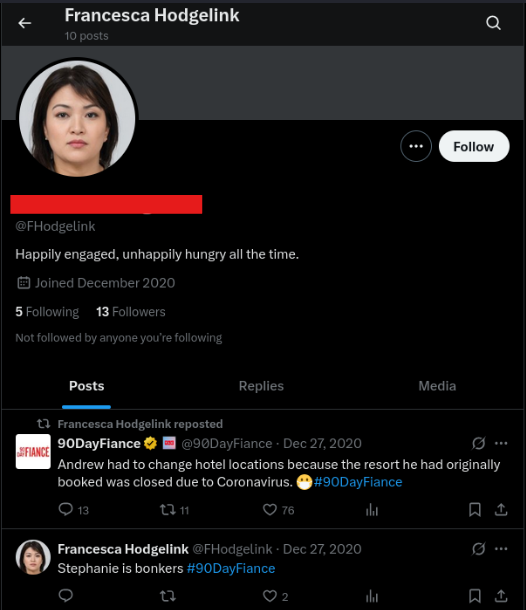 Francesca Hodgelink
10 posts
Follow
@FHodgelink
Happily engaged, unhappily hungry all the time.
Joined December 2020
5 Following 13 Followers
Not followed by anyone you're following
Posts Replies Media
Francesca Hodgelink reposted
90DayFiance @90DayFiance · Dec 27, 2020
Andrew had to change hotel locations because the resort he had originally
booked was closed due to Coronavirus. 😷#90DayFiance
13 11 76
Francesca Hodgelink @FHodgelink · Dec 27, 2020
Stephanie is bonkers #90DayFiance
2